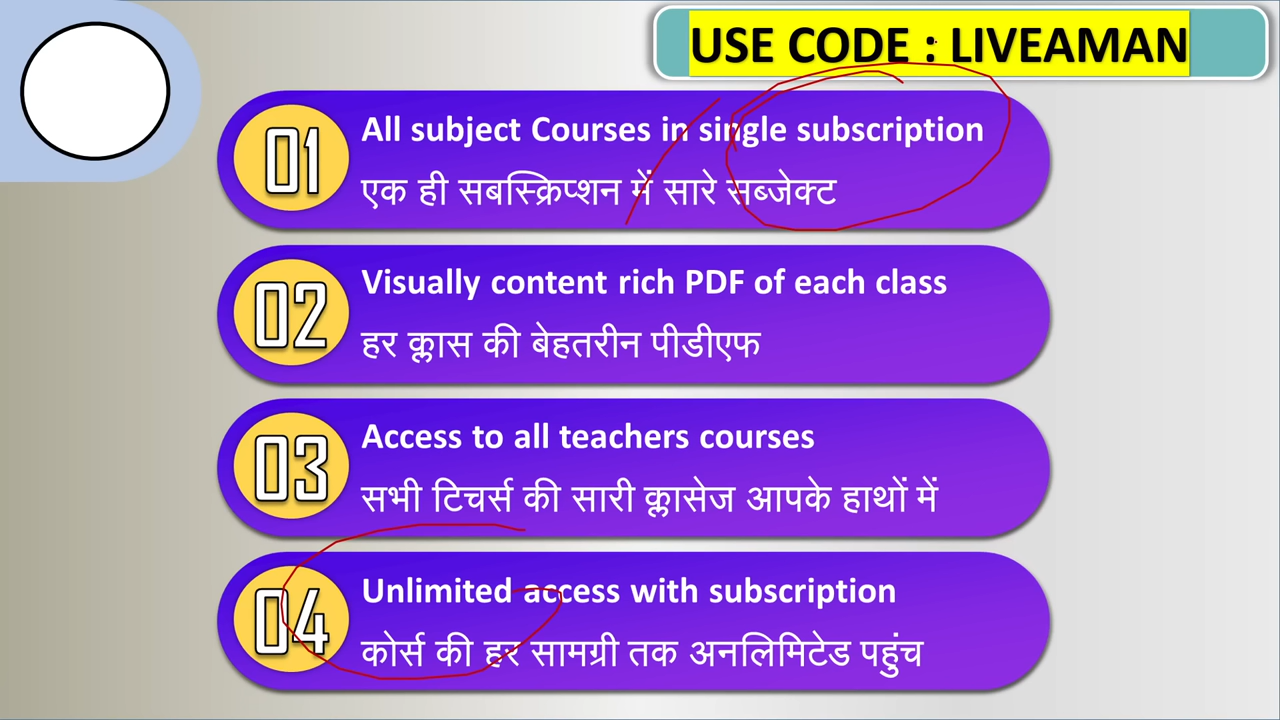 USE CODE : LIVEAMAN
01
All subject Courses in single subscription
एक ही सबस्क्रिप्शन में सारे सब्जेक्ट
02
Visually content rich PDF of each class
हर क्लास की बेहतरीन पीडीएफ
03
Access to all teachers courses
सभी टिचर्स की सारी क्लासेज आपके हाथों में
04
Unlimited access with subscription
कोर्स की हर सामग्री तक अनलिमिटेड पहुंच